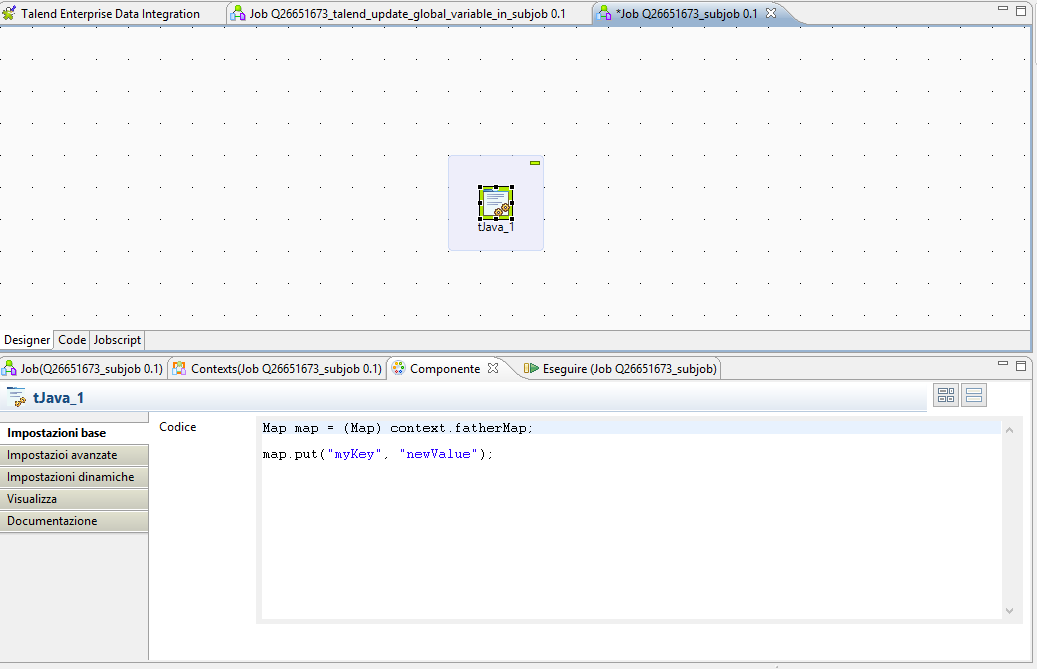 Talend Enterprise Data Integration
Job Q26651673_talend_update_global_variable_in_subjob 0.1
*Job Q26651673_subjob 0.1
tJava_1
Designer
Code
Jobscript
Job(Q26651673_subjob 0.1)
Contexts(Job Q26651673_subjob 0.1)
Componente
Eseguire (Job Q26651673_subjob)
tJava_1
Impostazioni base
Impostazioi avanzate
Impostazioni dinamiche
Visualizza
Documentazione
Codice
Map map = (Map) context.fatherMap;
map.put("myKey", "newValue");